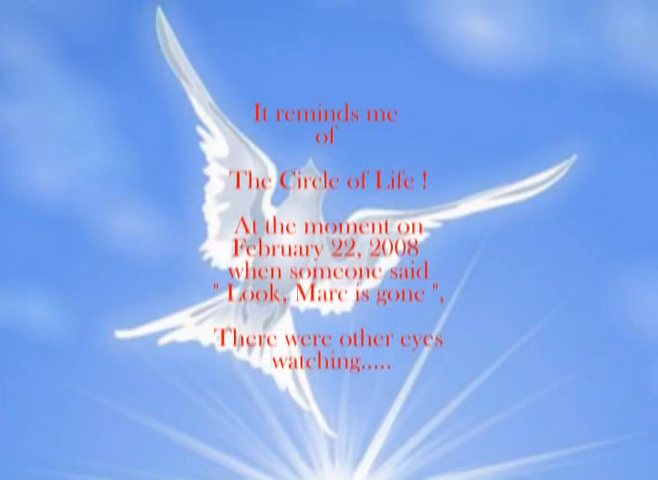 It reminds me
of
The Circle of Life !
At the moment on
February 22, 2008
when someone said
" Look, Marc is gone ",
There were other eyes
watching.....